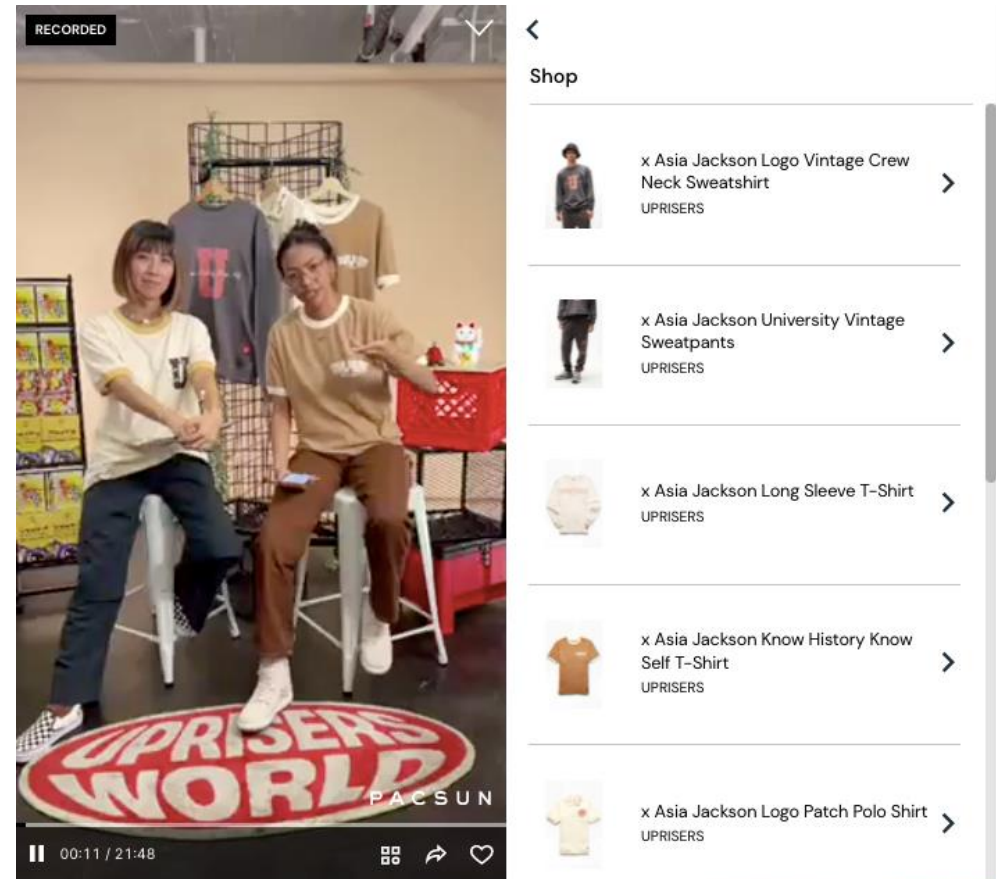 RECORDED
UPRISERS
WORLD
PACSUN
00:11 / 21:48
Shop
x Asia Jackson Logo Vintage Crew
Neck Sweatshirt
UPRISERS
x Asia Jackson University Vintage
Sweatpants
UPRISERS
x Asia Jackson Long Sleeve T-Shirt
UPRISERS
x Asia Jackson Know History Know
Self T-Shirt
UPRISERS
x Asia Jackson Logo Patch Polo Shirt
UPRISERS